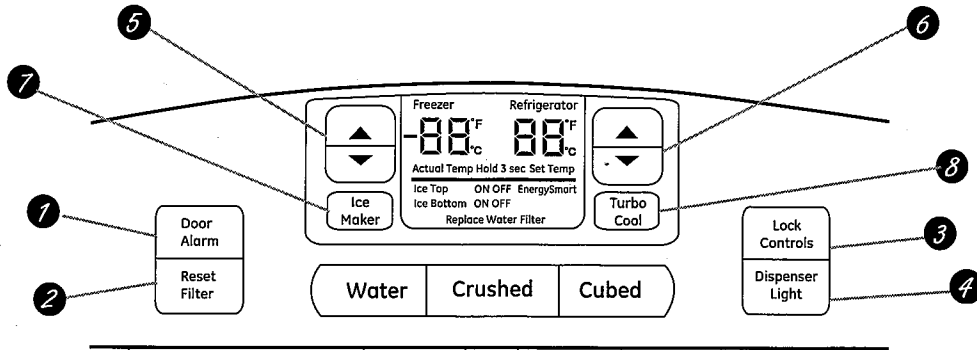 5
6
7
Freezer Refrigerator
-88°F 88°F
°C °C
Actual Temp Hold 3 sec Set Temp
8
Ice Top ON OFF EnergySmart
Ice Bottom ON OFF
Replace Water Filter
Ice
Maker
Turbo
Cool
1
Door
Alarm
Lock
Controls
3
2
Reset
Filter
Water Crushed Cubed
Dispenser
Light
4